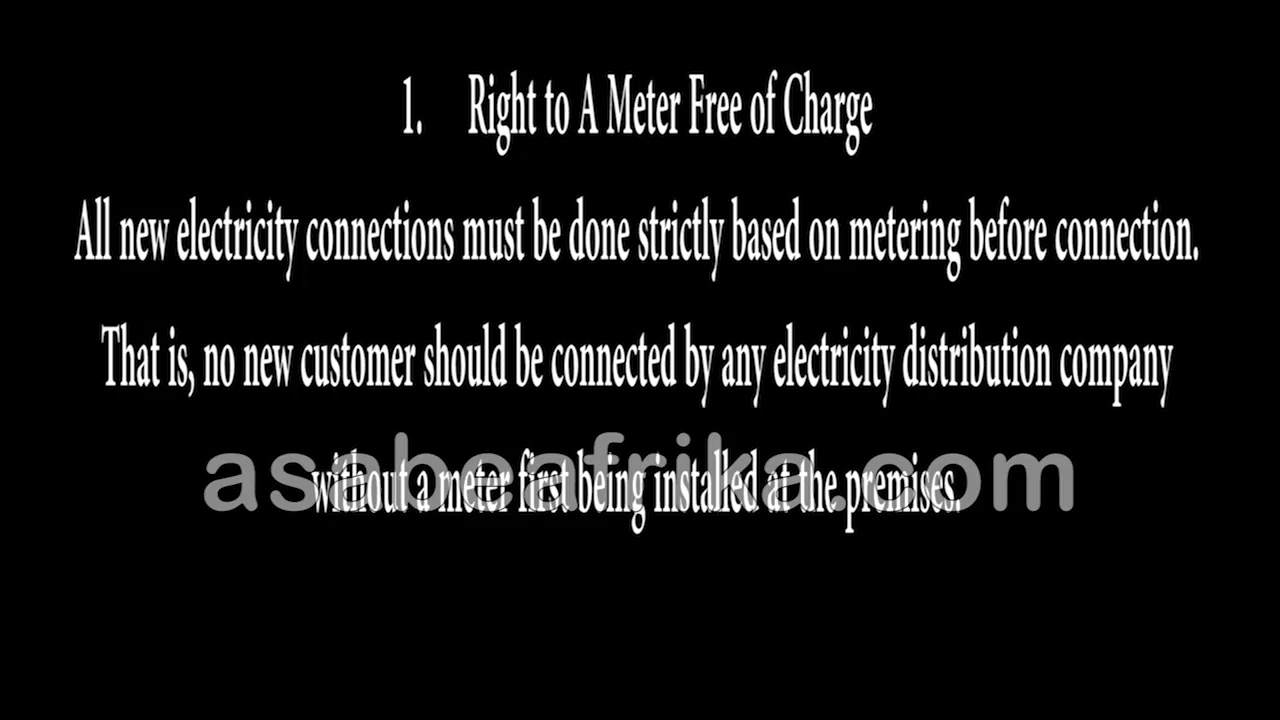 1. Right to A Meter Free of Charge
All new electricity connections must be done strictly based on metering before connection.
That is, no new customer should be connected by any electricity distribution company
without a meter first being installed at the premises.
asabeafrika.com